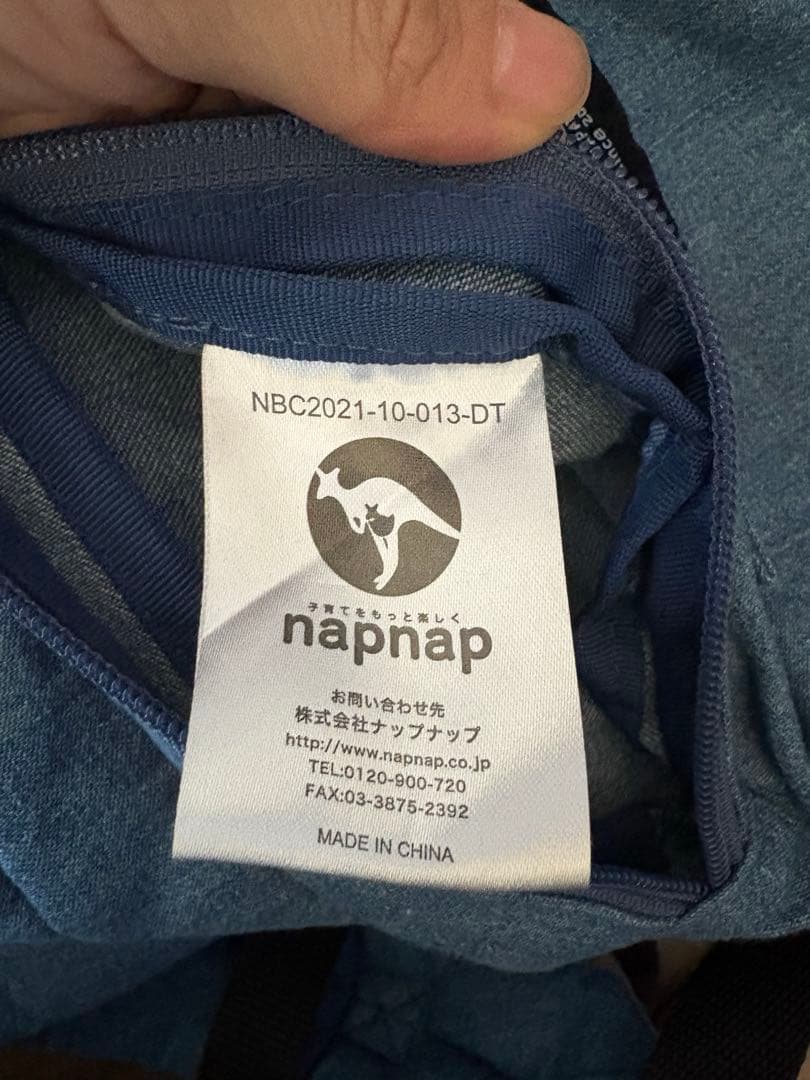 since
NBC2021-10-013-DT
子育てをもっと楽しく
napnap
お問い合わせ先
株式会社ナップナップ
http://www.napnap.co.jp
TEL:0120-900-720
FAX:03-3875-2392
MADE IN CHINA